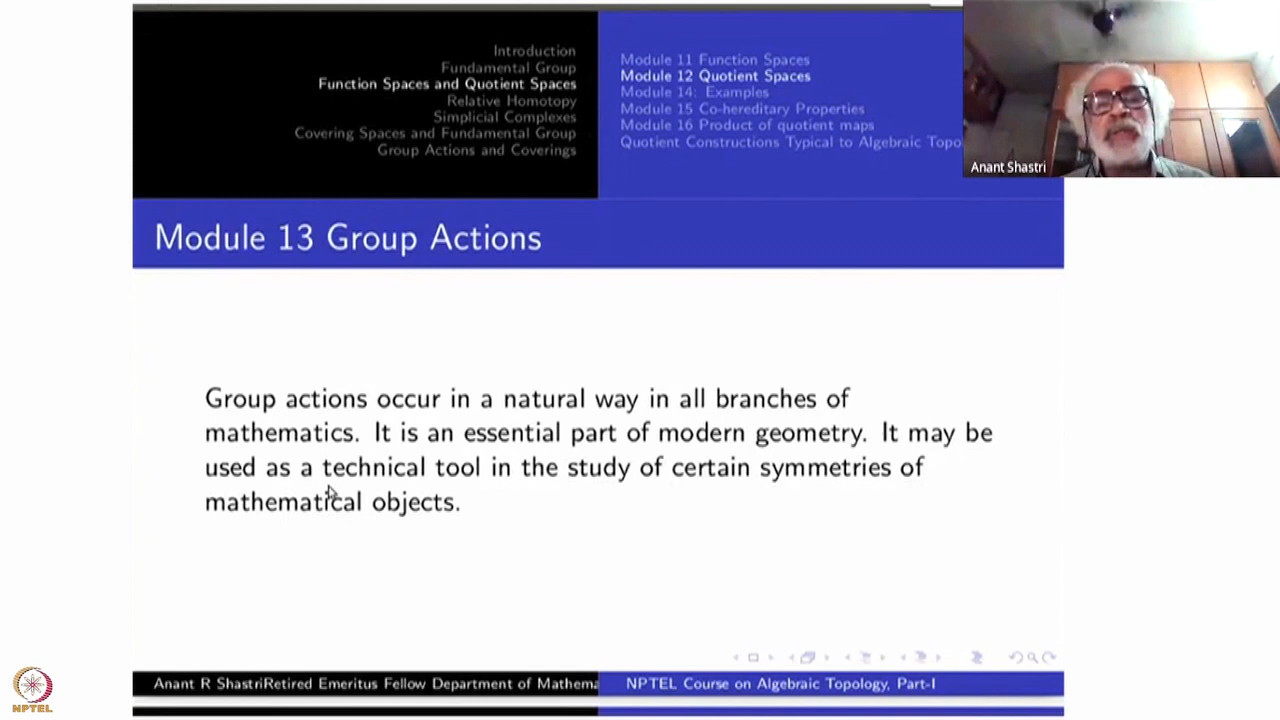 Introduction
Fundamental Group
Function Spaces and Quotient Spaces
Relative Homotopy
Simplicial Complexes
Covering Spaces and Fundamental Group
Group Actions and Coverings
Module 11 Function Spaces
Module 12 Quotient Spaces
Module 14: Examples
Module 15 Co-hereditary Properties
Module 16 Product of quotient maps
Quotient Constructions Typical to Algebraic Topo
Anant Shastri
Module 13 Group Actions
Group actions occur in a natural way in all branches of
mathematics. It is an essential part of modern geometry. It may be
used as a technical tool in the study of certain symmetries of
mathematical objects.
Anant R ShastriRetired Emeritus Fellow Department of Mathema
NPTEL Course on Algebraic Topology, Part-I
NPTEL